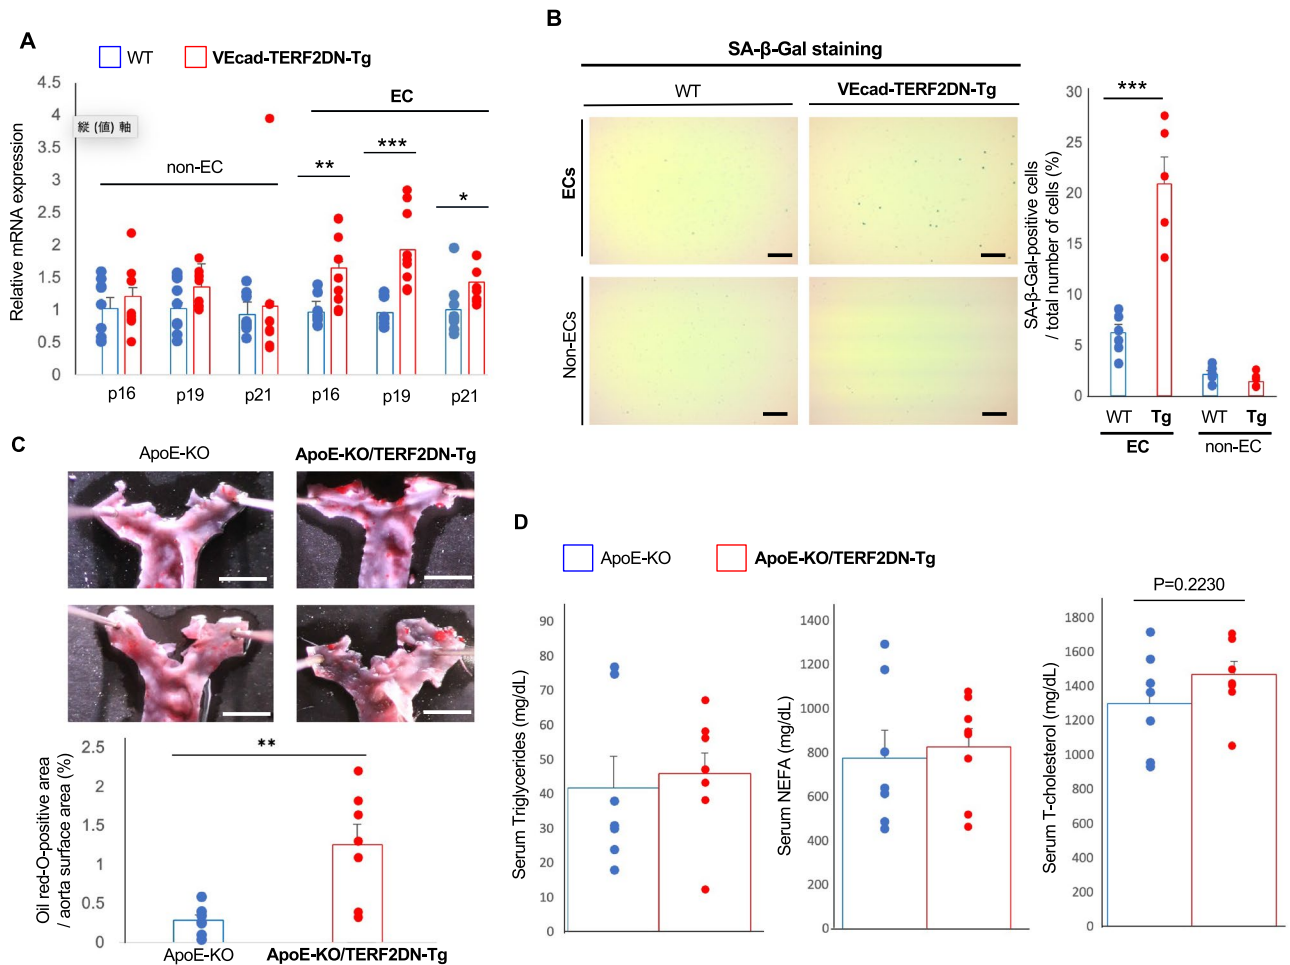 A
WT
VEcad-TERF2DN-Tg
4.5
4
3.5
3
2.5
2
1.5
1
0.5
0
Relative mRNA expression
縦 (値) 軸
non-EC
EC
**
***
*
p16
p19
p21
p16
p19
p21
B
SA-β-Gal staining
WT
VEcad-TERF2DN-Tg
ECs
Non-ECs
SA-β-Gal-positive cells
/ total number of cells (%)
30
25
20
15
10
5
0
***
WT
Tg
WT
Tg
EC
non-EC
C
ApoE-KO
ApoE-KO/TERF2DN-Tg
Oil red-O-positive area
/ aorta surface area (%)
2.5
2
1.5
1
0.5
0
**
ApoE-KO
ApoE-KO/TERF2DN-Tg
D
ApoE-KO
ApoE-KO/TERF2DN-Tg
Serum Triglycerides (mg/dL)
90
80
70
60
50
40
30
20
10
0
Serum NEFA (mg/dL)
1400
1200
1000
800
600
400
200
0
Serum T-cholesterol (mg/dL)
1800
1600
1400
1200
1000
800
600
400
200
0
P=0.2230